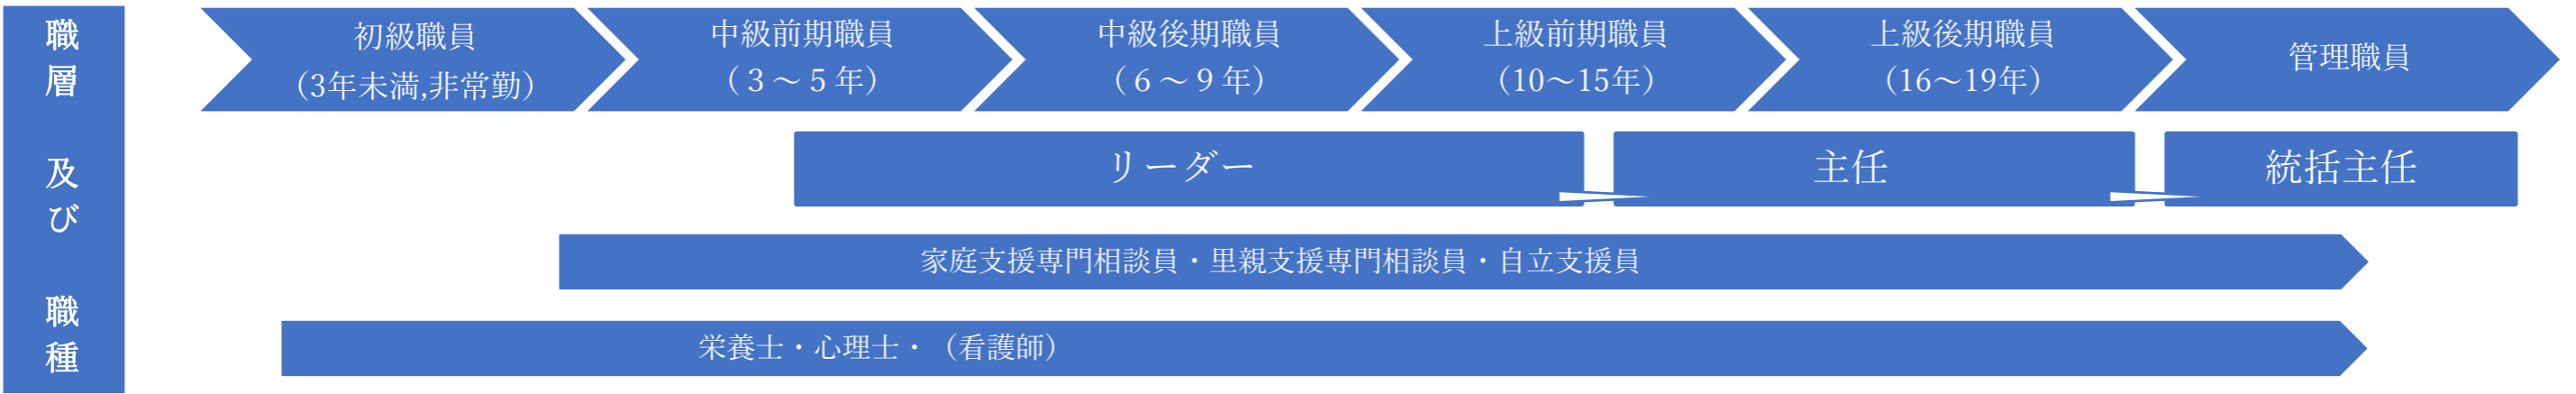 職層 及び 職種
初級職員
（3年未満,非常勤）
中級前期職員
（３～５年）
中級後期職員
（６～９年）
上級前期職員
（10～15年）
上級後期職員
（16～19年）
管理職員
リーダー
主任
統括主任
家庭支援専門相談員・里親支援専門相談員・自立支援員
栄養士・心理士・（看護師）